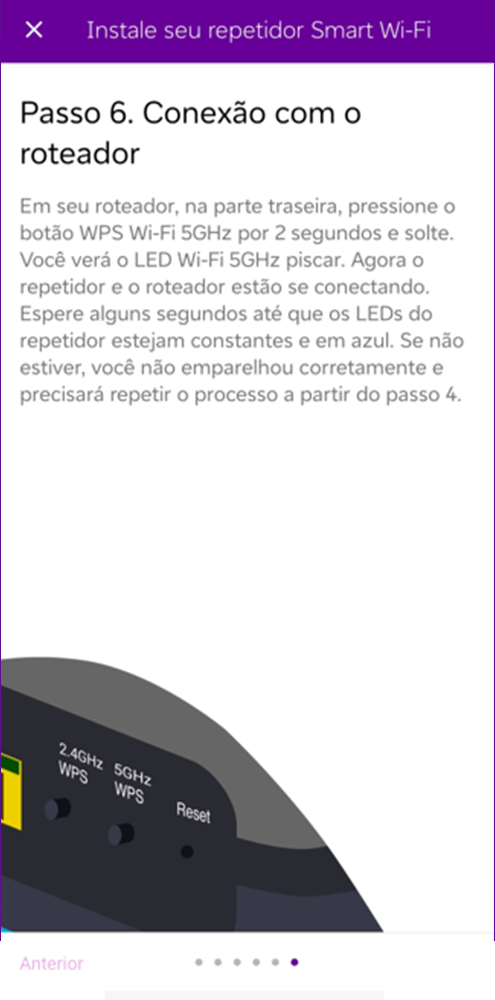 Instale seu repetidor Smart Wi-Fi
Passo 6. Conexão com o
roteador
Em seu roteador, na parte traseira, pressione o
botão WPS Wi-Fi 5GHz por 2 segundos e solte.
Você verá o LED Wi-Fi 5GHz piscar. Agora o
repetidor e o roteador estão se conectando.
Espere alguns segundos até que os LEDs do
repetidor estejam constantes e em azul. Se não
estiver, você não emparelhou corretamente e
precisará repetir o processo a partir do passo 4.
2.4GHz
WPS
5GHz
WPS
Reset
Anterior